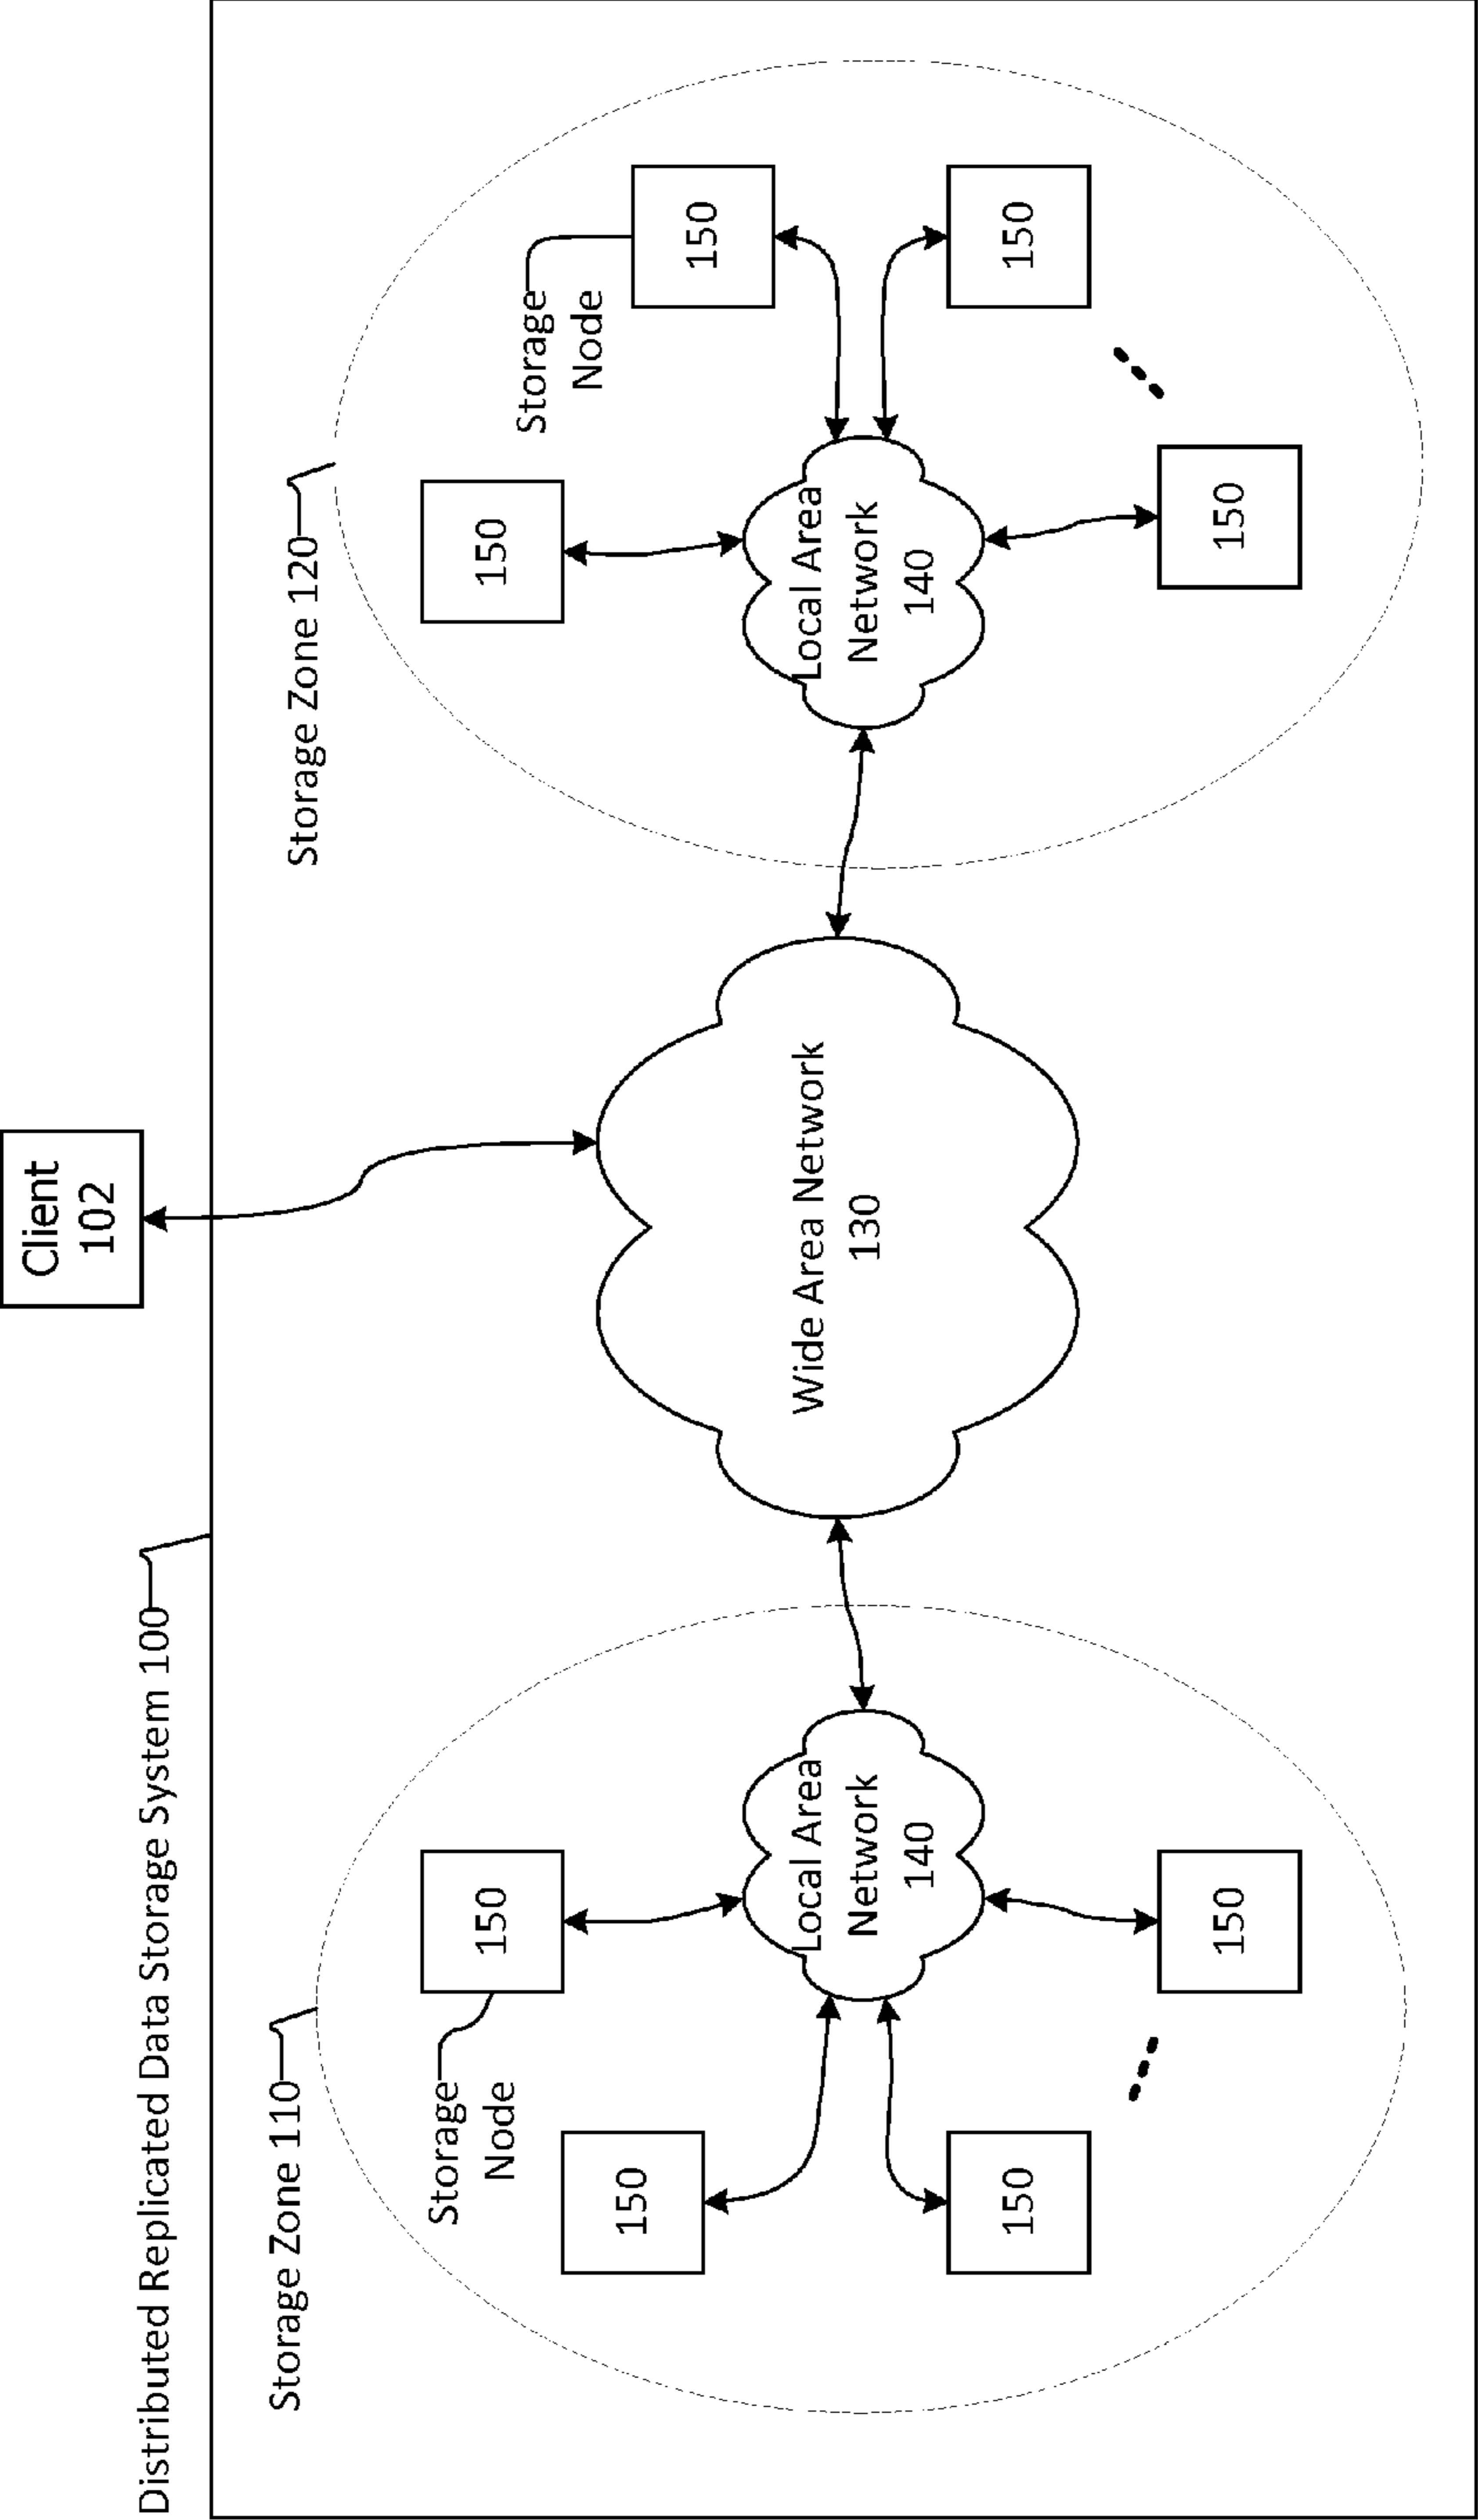 Client
102
Distributed Replicated Data Storage System 100
Storage Zone 110
Storage Zone 120
Storage
Node
150
150
150
150
Local Area
Network
140
Wide Area Network
130
Local Area
Network
140
150
Storage
Node
150
150
150